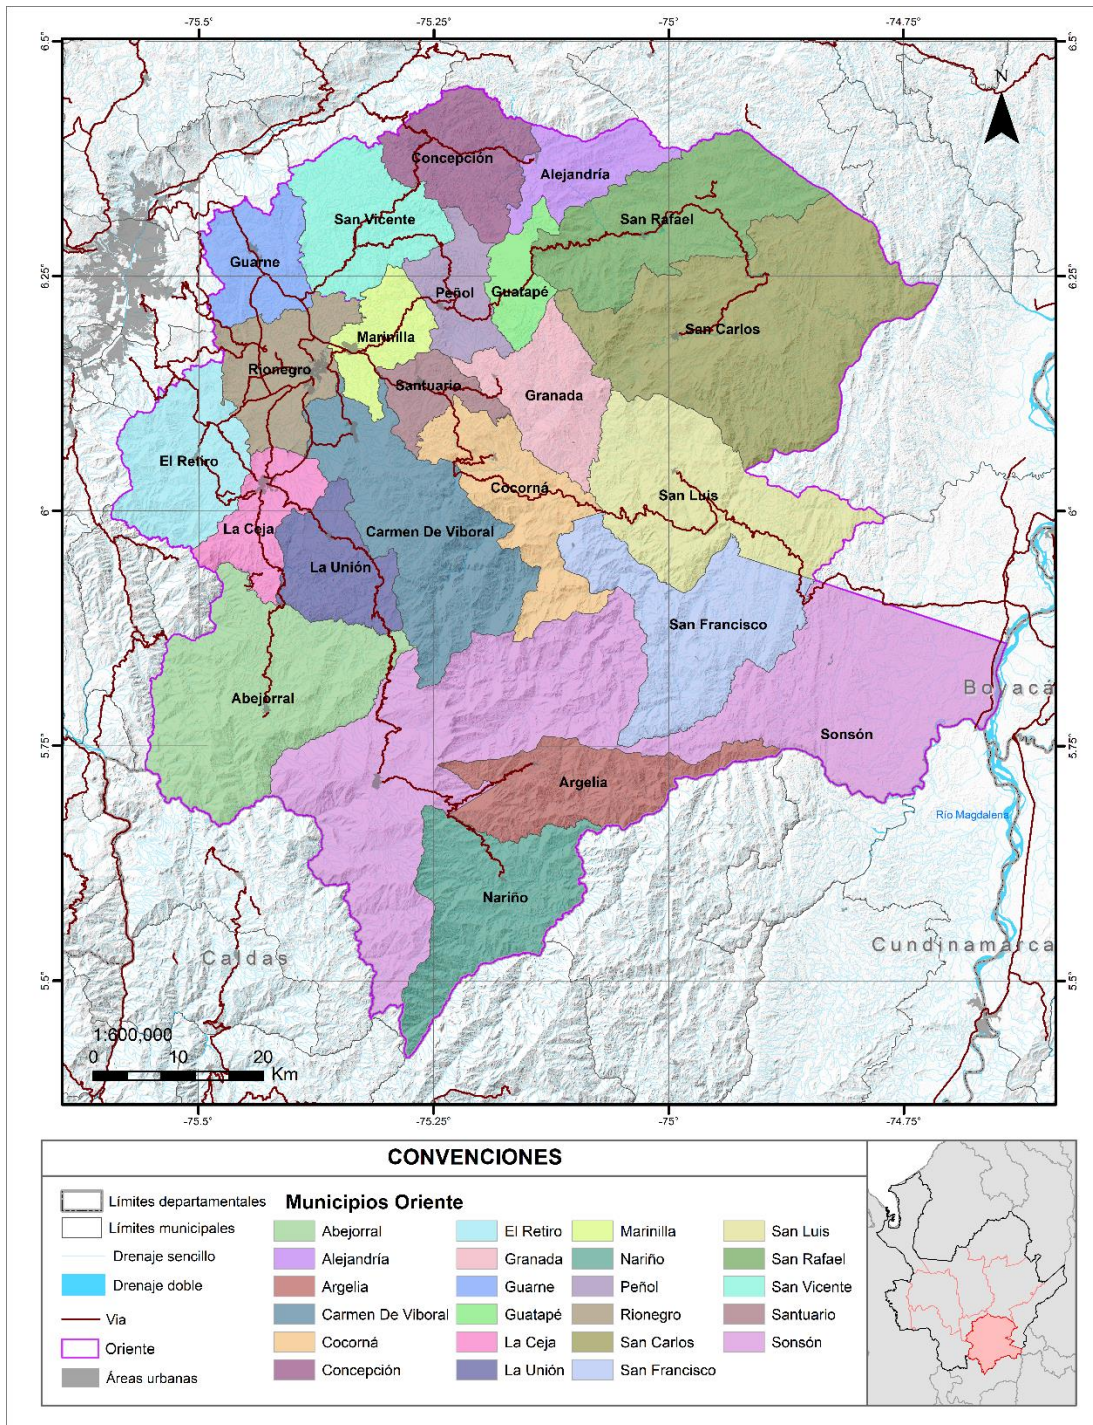 -75.5°
-75.25°
-75°
-74.75°
6.5°
6.5°
N
Concepción
Alejandría
San Vicente
San Rafael
Guarne
6.25°
6.25°
Peñol
Guatapé
San Carlos
Marinilla
Rionegro
Santuario
Granada
El Retiro
Cocorná
San Luis
6°
6°
La Ceja
Carmen De Viboral
La Unión
San Francisco
Abejorral
Boyacá
Sonsón
5.75°
5.75°
Argelia
Río Magdalena
Nariño
Cundinamarca
Caldas
5.5°
5.5°
1:600,000
0 10 20
Km
-75.5°
-75.25°
-75°
-74.75°
CONVENCIONES
Límites departamentales
Límites municipales
Drenaje sencillo
Drenaje doble
Via
Oriente
Áreas urbanas
Municipios Oriente
Abejorral
Alejandría
Argelia
Carmen De Viboral
Cocorná
Concepción
El Retiro
Granada
Guarne
Guatapé
La Ceja
La Unión
Marinilla
Nariño
Peñol
Rionegro
San Carlos
San Francisco
San Luis
San Rafael
San Vicente
Santuario
Sonsón